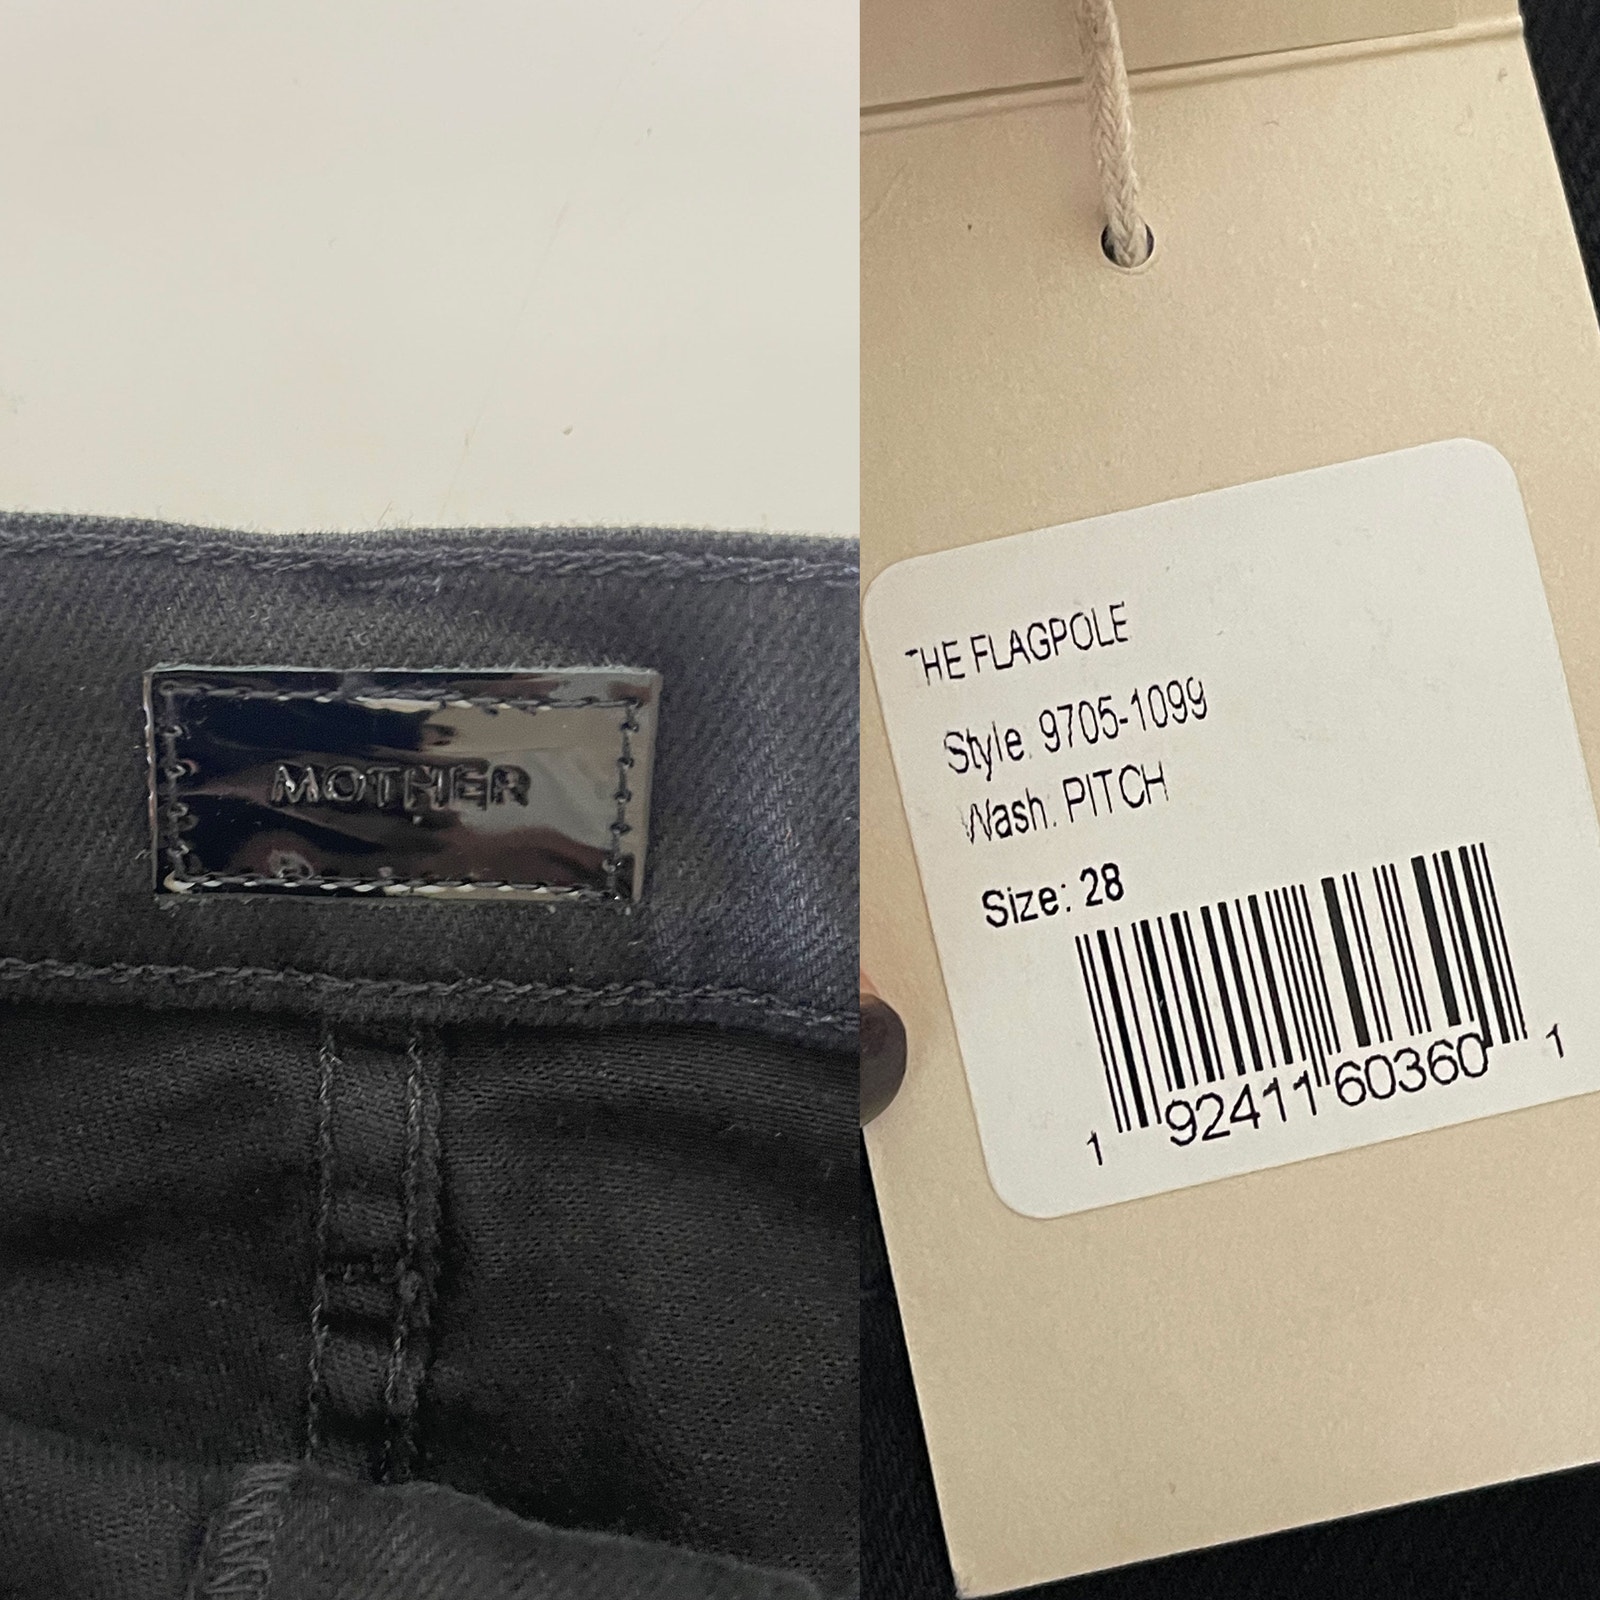 MOTHER
THE FLAGPOLE
Style: 9705-1099
Wash: PITCH
Size: 28
1 92411 60360 1